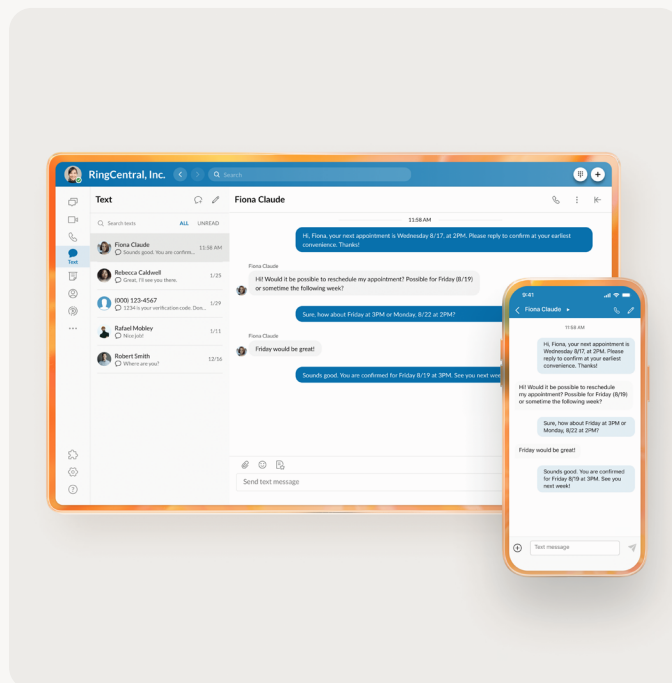 RingCentral, Inc.
Search
Text
Search texts
ALL
UNREAD
Fiona Claude
Sounds good. You are confirm...
11:58 AM
Rebecca Caldwell
Great, I'll see you there.
1/25
(000) 123-4567
1234 is your verification code. Don...
1/29
Rafael Mobley
Nice job!
1/11
Robert Smith
Where are you?
12/16
Text
Fiona Claude
11:58 AM
Hi, Fiona, your next appointment is Wednesday 8/17, at 2PM. Please reply to confirm at your earliest
convenience. Thanks!
Fiona Claude
Hi! Would it be possible to reschedule my appointment? Possible for Friday (8/19)
or sometime the following week?
Sure, how about Friday at 3PM or Monday, 8/22 at 2PM?
Fiona Claude
Friday would be great!
Sounds good. You are confirmed for Friday 8/19 at 3PM. See you next wee
Send text message
9:41
Fiona Claude
11:58 AM
Hi, Fiona, your next appointment is
Wednesday 8/17, at 2PM. Please
reply to confirm at your earliest
convenience. Thanks!
Hi! Would it be possible to reschedule
my appointment? Possible for Friday (8/19)
or sometime the following week?
Sure, how about Friday at 3PM or
Monday, 8/22 at 2PM?
Friday would be great!
Sounds good. You are confirmed
for Friday 8/19 at 3PM. See you
next week!
Text message